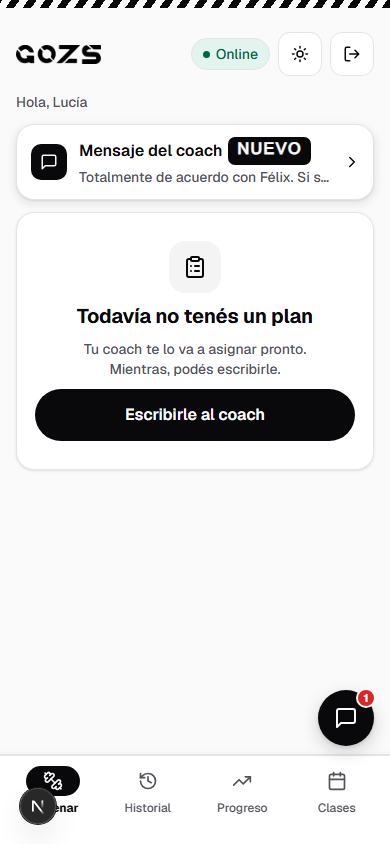 GOZS
Online
Hola, Lucía
Mensaje del coach NUEVO
Totalmente de acuerdo con Félix. Si s...
Todavía no tenés un plan
Tu coach te lo va a asignar pronto.
Mientras, podés escribirle.
Escribirle al coach
1
N
enar
Historial
Progreso
Clases